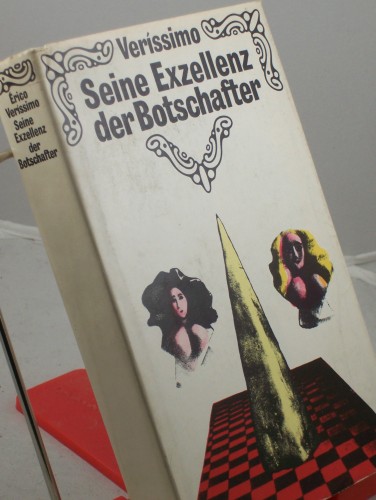 Veríssimo
Seine Exzellenz
der Botschafter
Erico
Veríssimo
Seine
Exzellenz
der
Botschafter